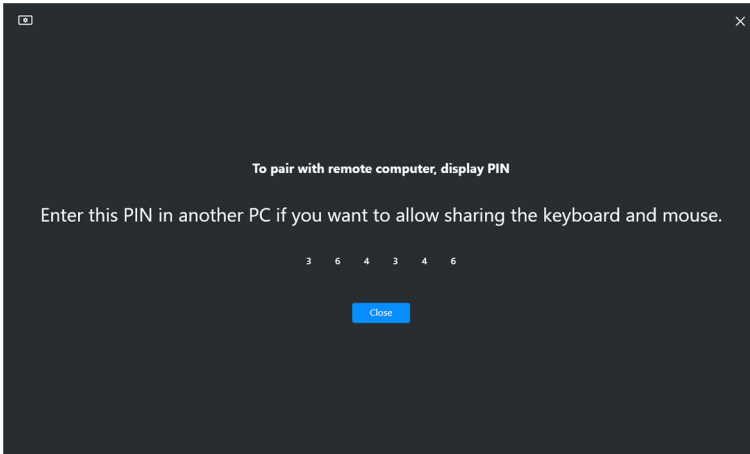 To pair with remote computer, display PIN
Enter this PIN in another PC if you want to allow sharing the keyboard and mouse.
3 6 4 3 4 6
Close